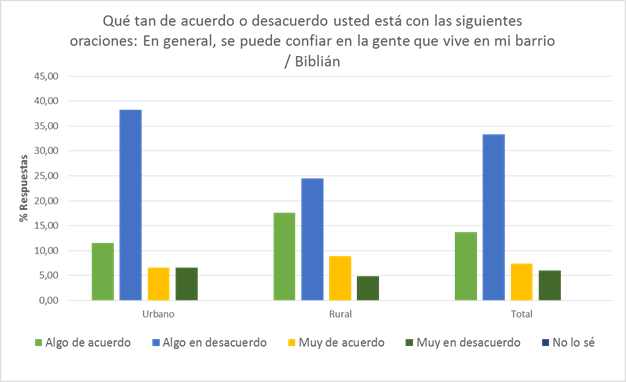 Qué tan de acuerdo o desacuerdo usted está con las siguientes
oraciones: En general, se puede confiar en la gente que vive en mi barrio
/ Biblián
45,00
40,00
35,00
30,00
25,00
20,00
15,00
10,00
5,00
0,00
% Respuestas
Urbano Rural Total
Algo de acuerdo Algo en desacuerdo Muy de acuerdo Muy en desacuerdo No lo sé